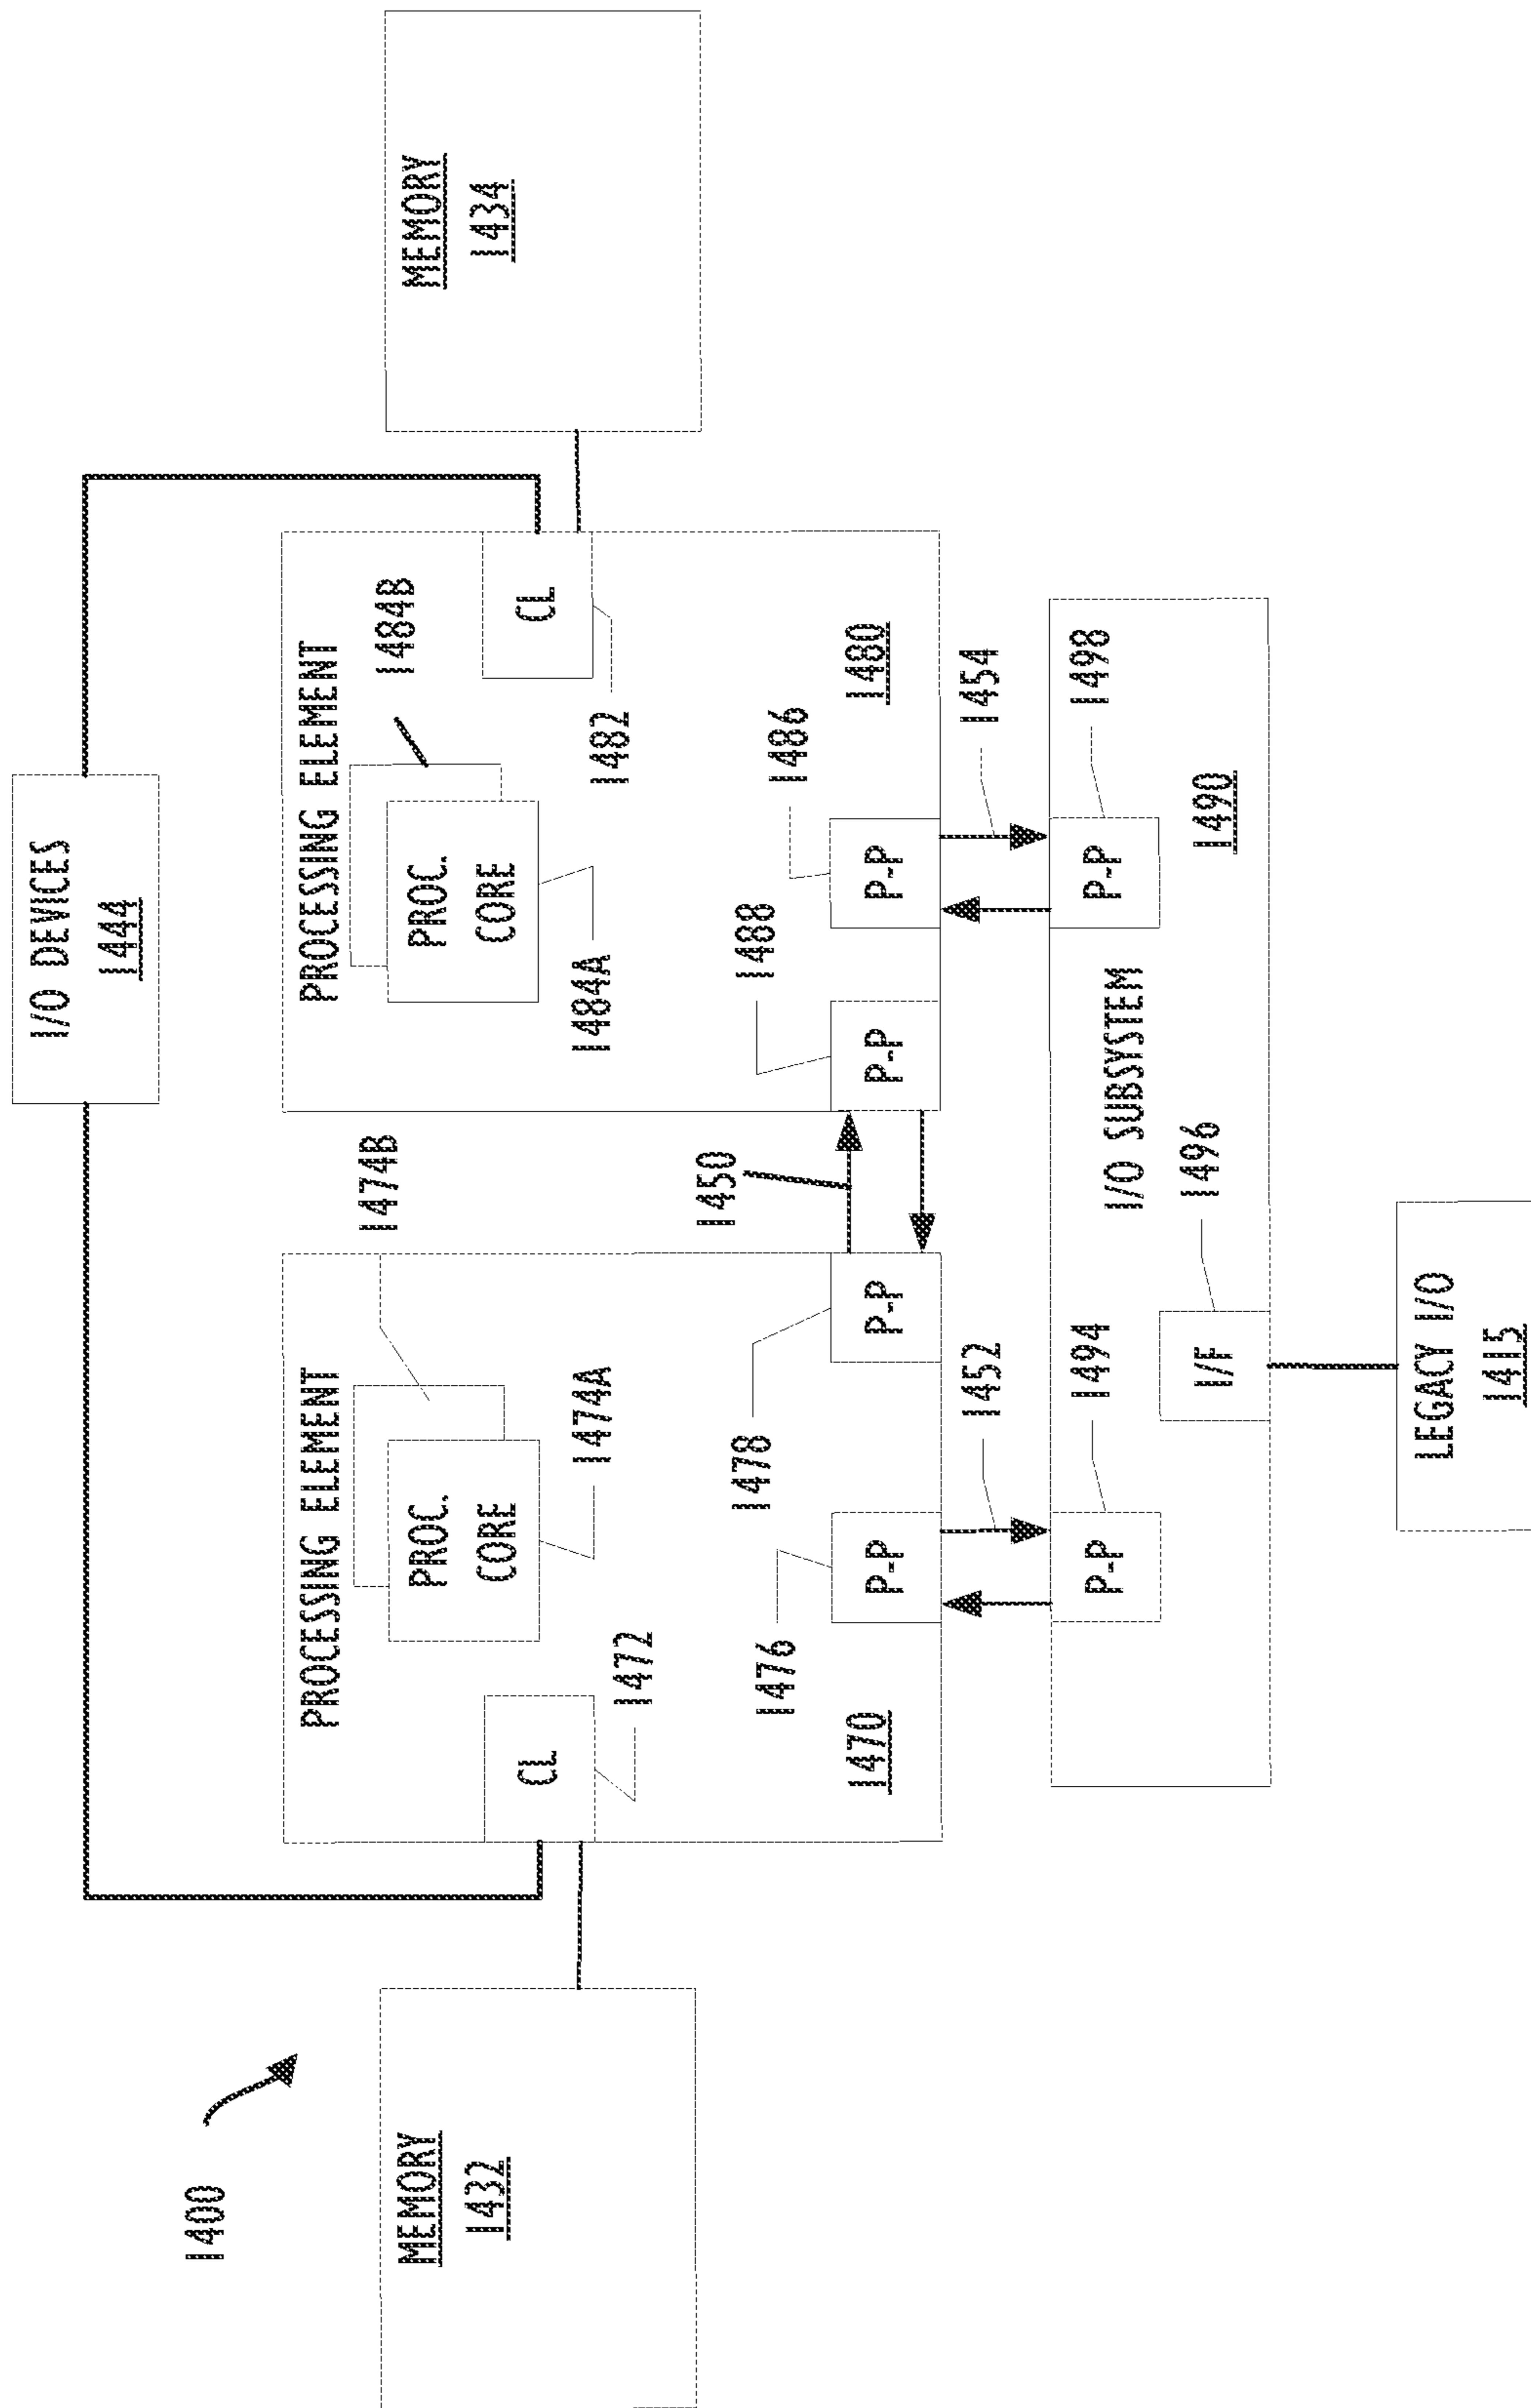 1400
I/O DEVICES
1444
MEMORY
1432
MEMORY
1434
PROCESSING ELEMENT
1474B
PROC.
CORE
1474A
CL
1472
1478
P-P
1476
P-P
1470
1450
PROCESSING ELEMENT
1484B
PROC.
CORE
1484A
CL
1482
1488
P-P
1486
P-P
1480
1452
1454
1494
P-P
I/O SUBSYSTEM
P-P
1498
1490
1496
I/F
LEGACY I/O
1415